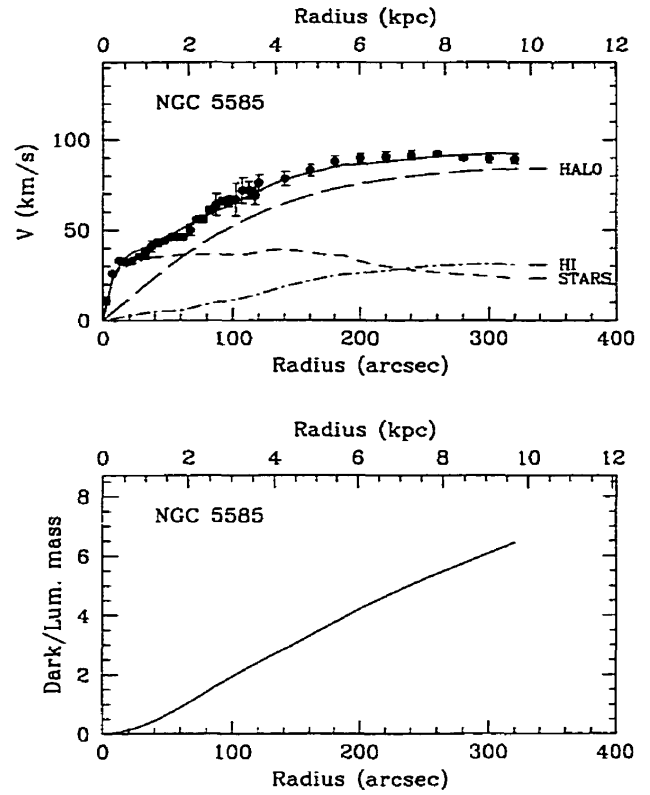 Radius (kpc)
0 2 4 6 8 10 12
NGC 5585
V (km/s)
100
50
0
HALO
HI
STARS
0 100 200 300 400
Radius (arcsec)
Radius (kpc)
0 2 4 6 8 10 12
NGC 5585
Dark/Lum. mass
8
6
4
2
0
0 100 200 300 400
Radius (arcsec)